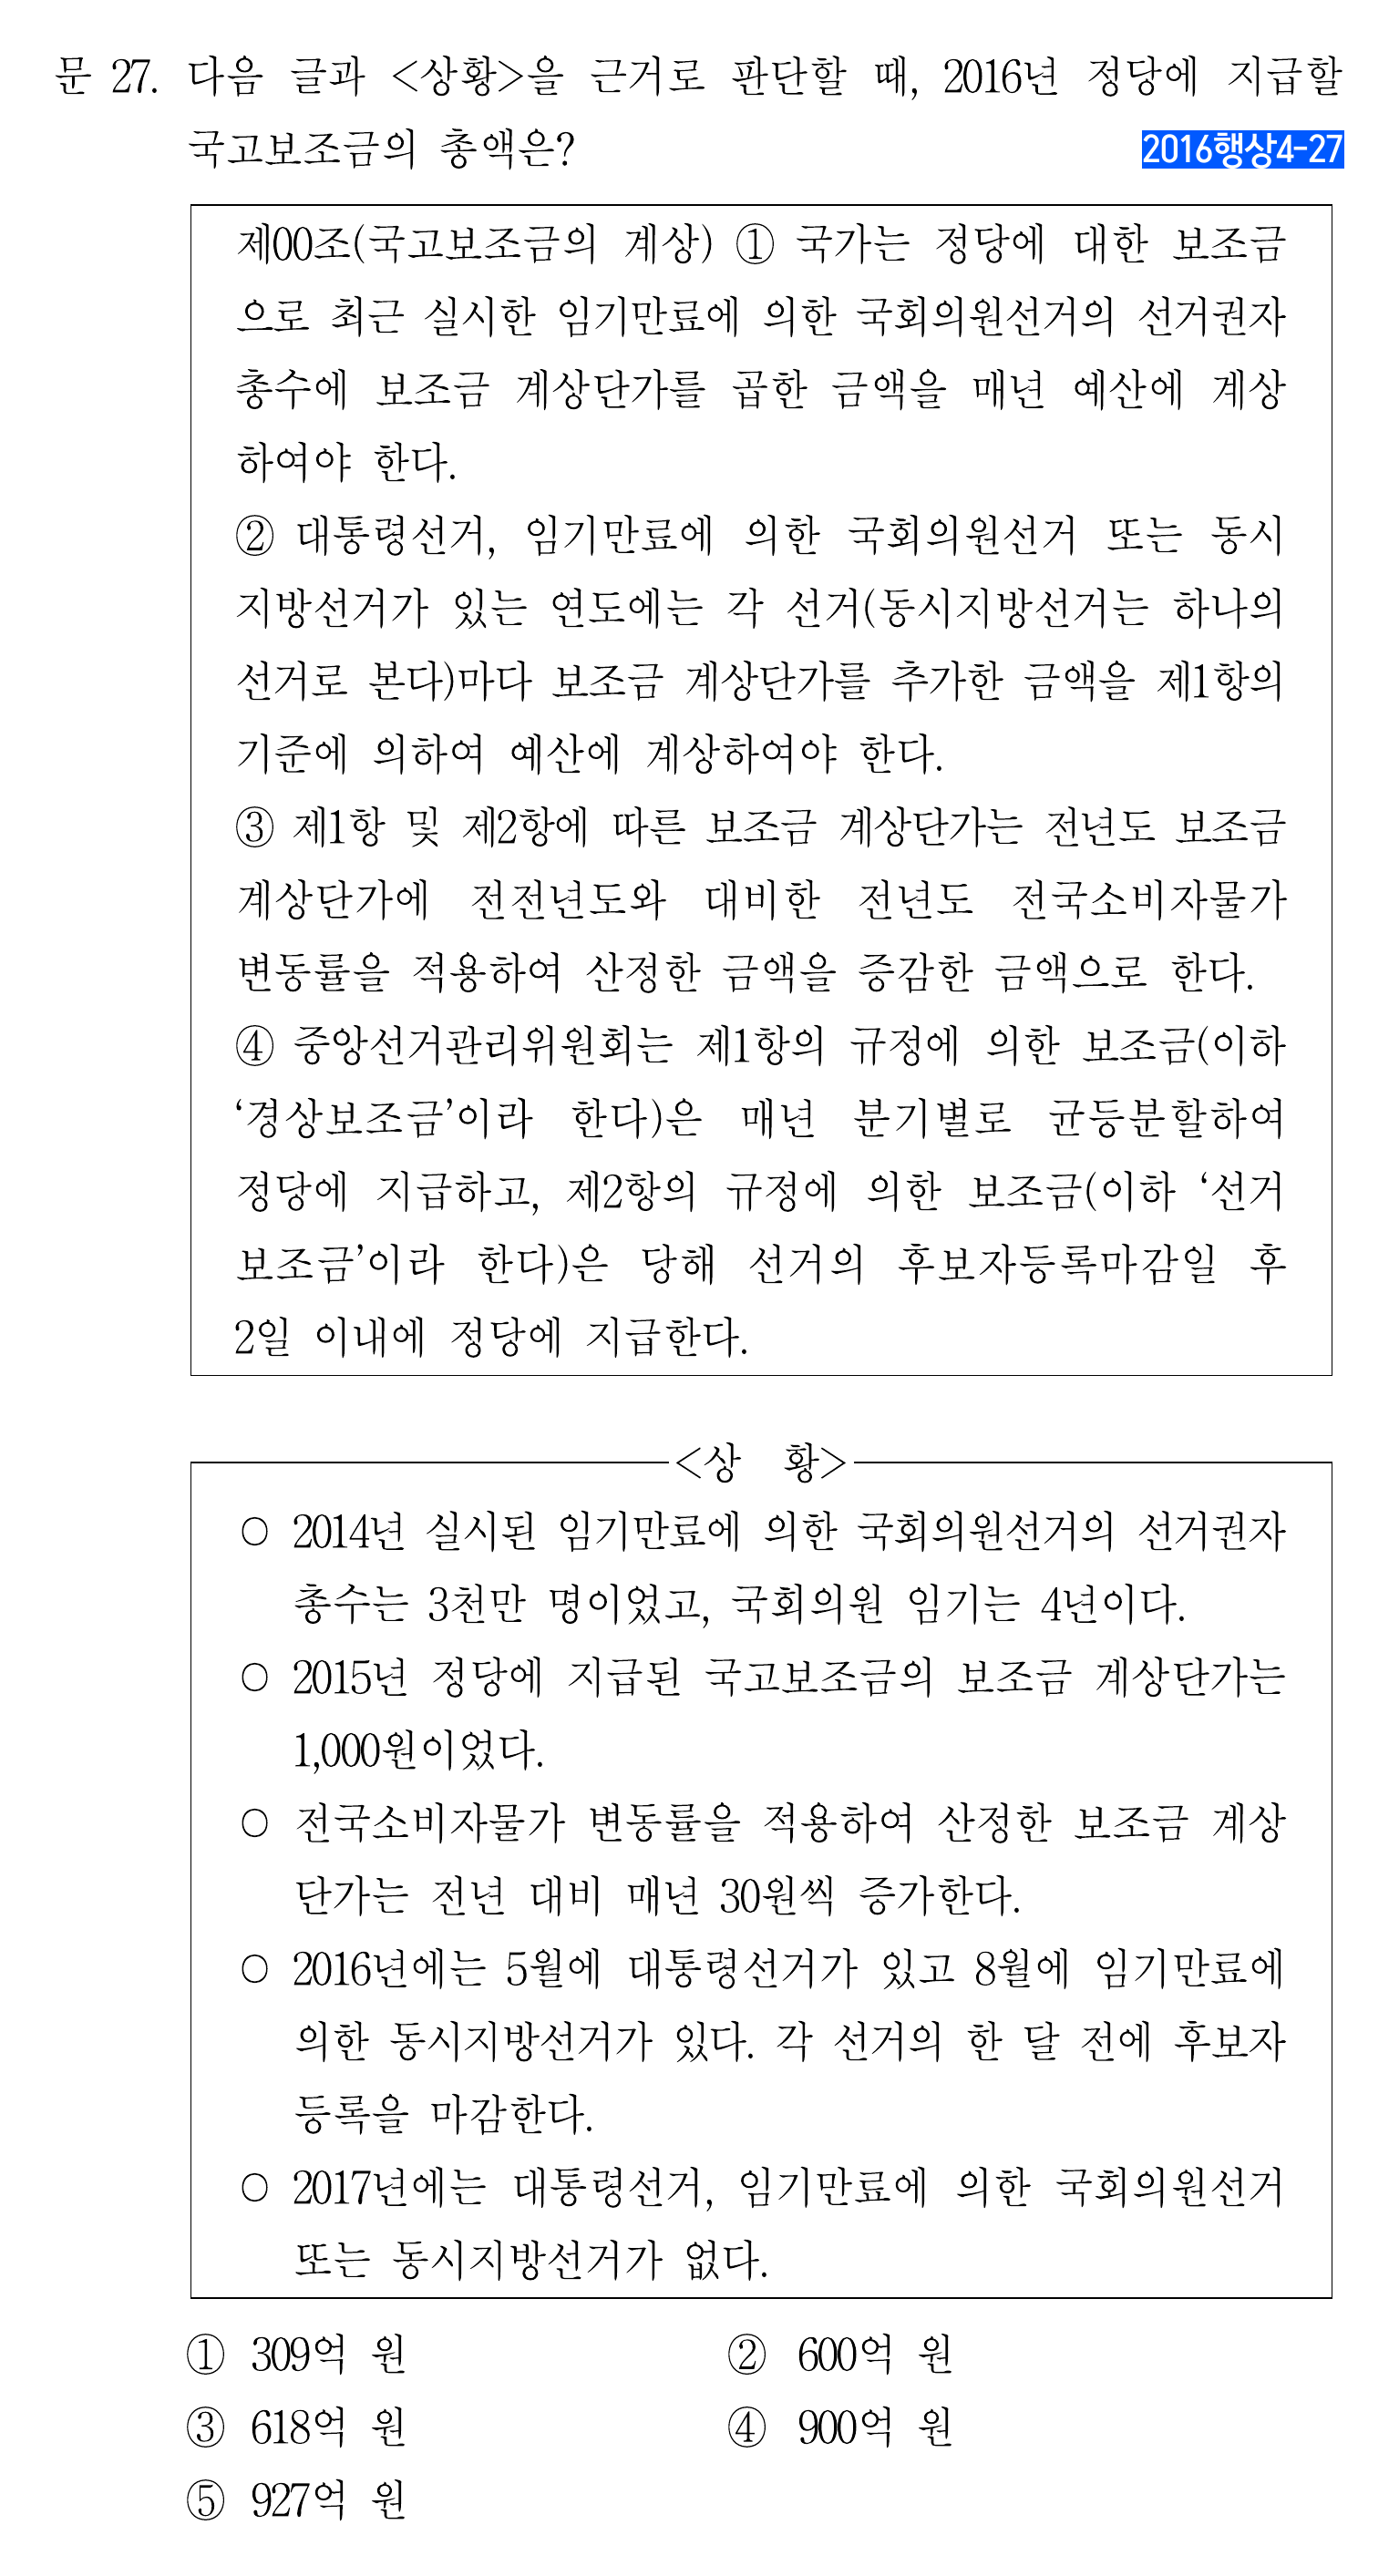 문 27. 다음 글과 <상황>을 근거로 판단할 때, 2016년 정당에 지급할
국고보조금의 총액은?
2016행상4-27
제00조(국고보조금의 계상) ① 국가는 정당에 대한 보조금
으로 최근 실시한 임기만료에 의한 국회의원선거의 선거권자
총수에 보조금 계상단가를 곱한 금액을 매년 예산에 계상
하여야 한다.
② 대통령선거, 임기만료에 의한 국회의원선거 또는 동시
지방선거가 있는 연도에는 각 선거(동시지방선거는 하나의
선거로 본다)마다 보조금 계상단가를 추가한 금액을 제1항의
기준에 의하여 예산에 계상하여야 한다.
③ 제1항 및 제2항에 따른 보조금 계상단가는 전년도 보조금
계상단가에 전전년도와 대비한 전년도 전국소비자물가
변동률을 적용하여 산정한 금액을 증감한 금액으로 한다.
④ 중앙선거관리위원회는 제1항의 규정에 의한 보조금(이하
‘경상보조금’이라 한다)은 매년 분기별로 균등분할하여
정당에 지급하고, 제2항의 규정에 의한 보조금(이하 ‘선거
보조금’이라 한다)은 당해 선거의 후보자등록마감일 후
2일 이내에 정당에 지급한다.
<상 황>
○ 2014년 실시된 임기만료에 의한 국회의원선거의 선거권자
총수는 3천만 명이었고, 국회의원 임기는 4년이다.
○ 2015년 정당에 지급된 국고보조금의 보조금 계상단가는
1,000원이었다.
○ 전국소비자물가 변동률을 적용하여 산정한 보조금 계상
단가는 전년 대비 매년 30원씩 증가한다.
○ 2016년에는 5월에 대통령선거가 있고 8월에 임기만료에
의한 동시지방선거가 있다. 각 선거의 한 달 전에 후보자
등록을 마감한다.
○ 2017년에는 대통령선거, 임기만료에 의한 국회의원선거
또는 동시지방선거가 없다.
① 309억 원 ② 600억 원
③ 618억 원 ④ 900억 원
⑤ 927억 원